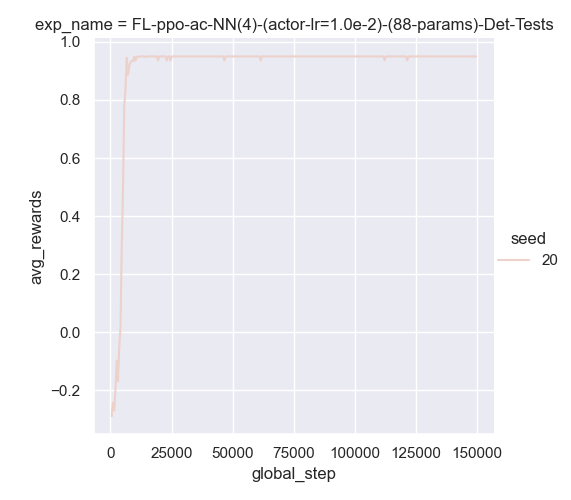 exp_name = FL-ppo-ac-NN(4)-(actor-lr=1.0e-2)-(88-params)-Det-Tests
1.0
0.8
0.6
0.4
0.2
0.0
−0.2
avg_rewards
0 25000 50000 75000 100000 125000 150000
global_step
seed
20